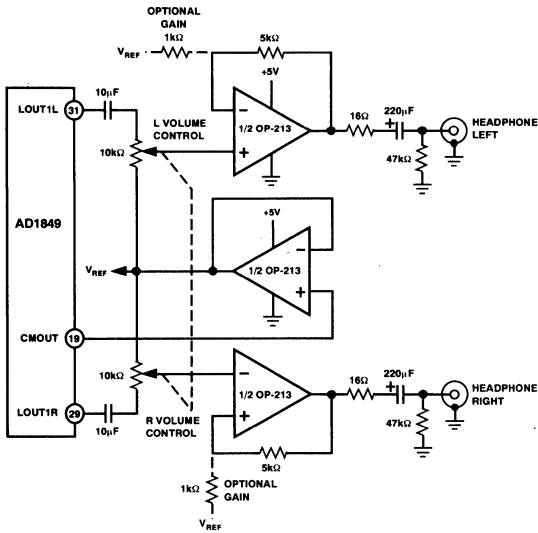 OPTIONAL
GAIN
1kΩ
VREF
5kΩ
+5V
10µF
LOUT1L
31
L VOLUME
CONTROL
10kΩ
−
+
1/2 OP-213
16Ω
220µF
+
47kΩ
HEADPHONE
LEFT
AD1849
+5V
VREF
1/2 OP-213
−
+
CMOUT
19
10kΩ
−
+
1/2 OP-213
16Ω
220µF
+
47kΩ
HEADPHONE
RIGHT
LOUT1R
29
10µF
R VOLUME
CONTROL
5kΩ
1kΩ
OPTIONAL
GAIN
VREF